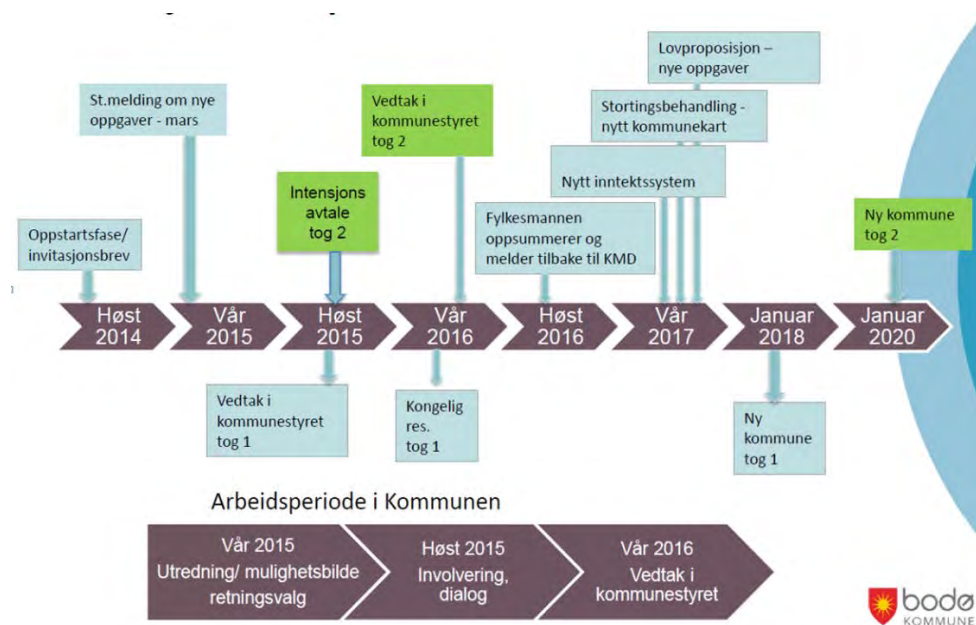 Lovproposisjon –
nye oppgaver
St.melding om nye
oppgaver - mars
Vedtak i
kommunestyret
tog 2
Stortingsbehandling -
nytt kommunekart
Intensjons
avtale
tog 2
Nytt inntektssystem
Oppstartsfase/
invitasjonsbrev
Fylkesmannen
oppsummerer og
melder tilbake til KMD
Ny kommune
tog 2
Høst
2014
Vår
2015
Høst
2015
Vår
2016
Høst
2016
Vår
2017
Januar
2018
Januar
2020
Vedtak i
kommunestyret
tog 1
Kongelig
res.
tog 1
Ny
kommune
tog 1
Arbeidsperiode i Kommunen
Vår 2015
Utredning/ mulighetsbilde
retningsvalg
Høst 2015
Involvering,
dialog
Vår 2016
Vedtak i
kommunestyret
KOMMUNE